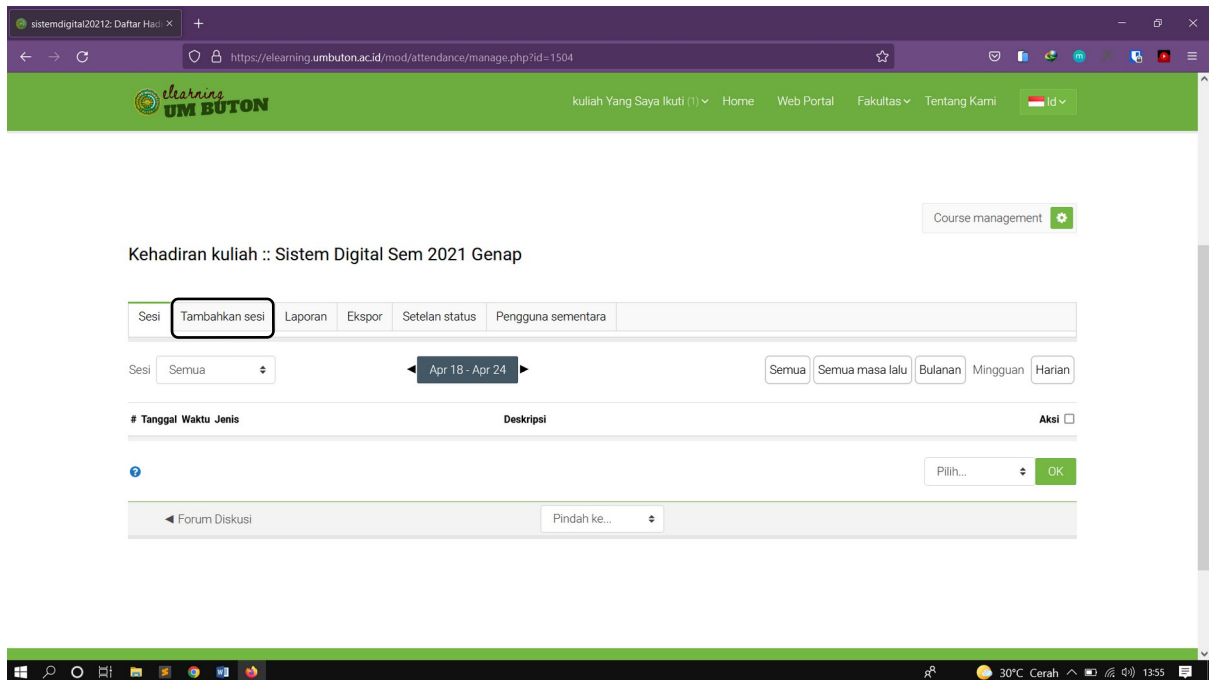 sistemdigital20212: Daftar Hadi
https://elearning.umbuton.ac.id/mod/attendance/manage.php?id=1504
elearning
UM BUTON
kuliah Yang Saya Ikuti (1) Home Web Portal Fakultas Tentang Kami Id
Course management
Kehadiran kuliah :: Sistem Digital Sem 2021 Genap
Sesi Tambahkan sesi Laporan Ekspor Setelan status Pengguna sementara
Sesi Semua ◄ Apr 18 - Apr 24 ► Semua Semua masa lalu Bulanan Mingguan Harian
# Tanggal Waktu Jenis Deskripsi Aksi
Pilih... OK
◄ Forum Diskusi Pindah ke...
30°C Cerah 13:55